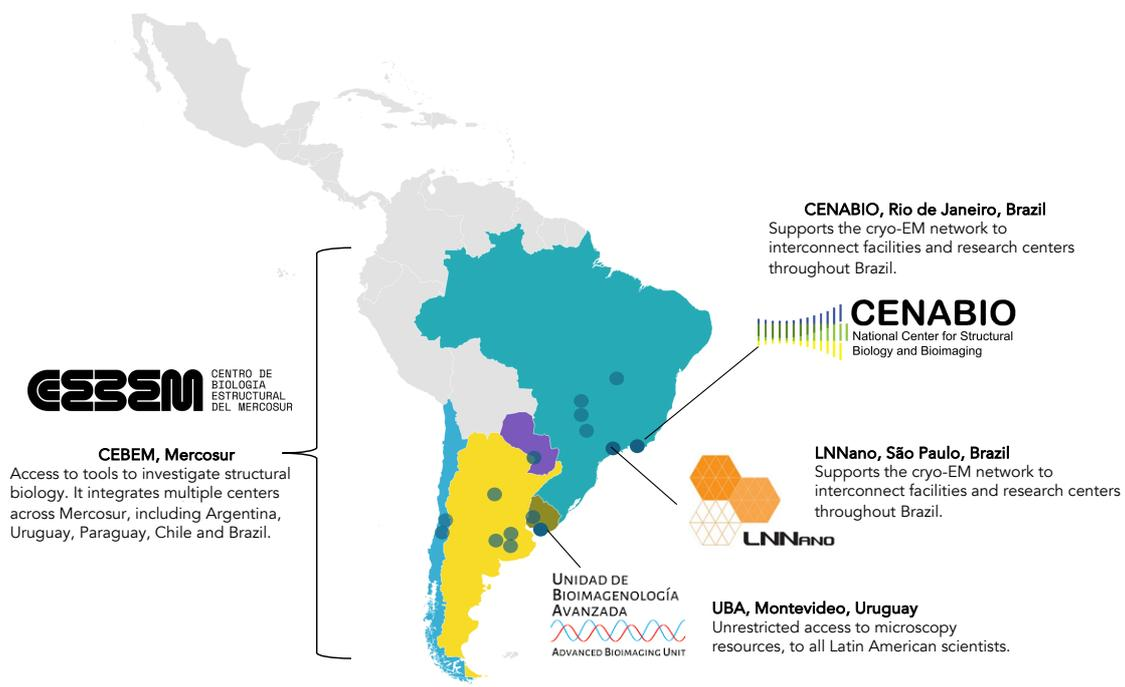 CENABIO, Rio de Janeiro, Brazil
Supports the cryo-EM network to
interconnect facilities and research centers
throughout Brazil.
CENABIO
National Center for Structural
Biology and Bioimaging
CEBEM
CENTRO DE
BIOLOGIA
ESTRUCTURAL
DEL MERCOSUR
CEBEM, Mercosur
Access to tools to investigate structural
biology. It integrates multiple centers
across Mercosur, including Argentina,
Uruguay, Paraguay, Chile and Brazil.
LNNano, São Paulo, Brazil
Supports the cryo-EM network to
interconnect facilities and research centers
throughout Brazil.
LNNANO
UNIDAD DE
BIOIMAGENOLOGÍA
AVANZADA
ADVANCED BIOIMAGING UNIT
UBA, Montevideo, Uruguay
Unrestricted access to microscopy
resources, to all Latin American scientists.